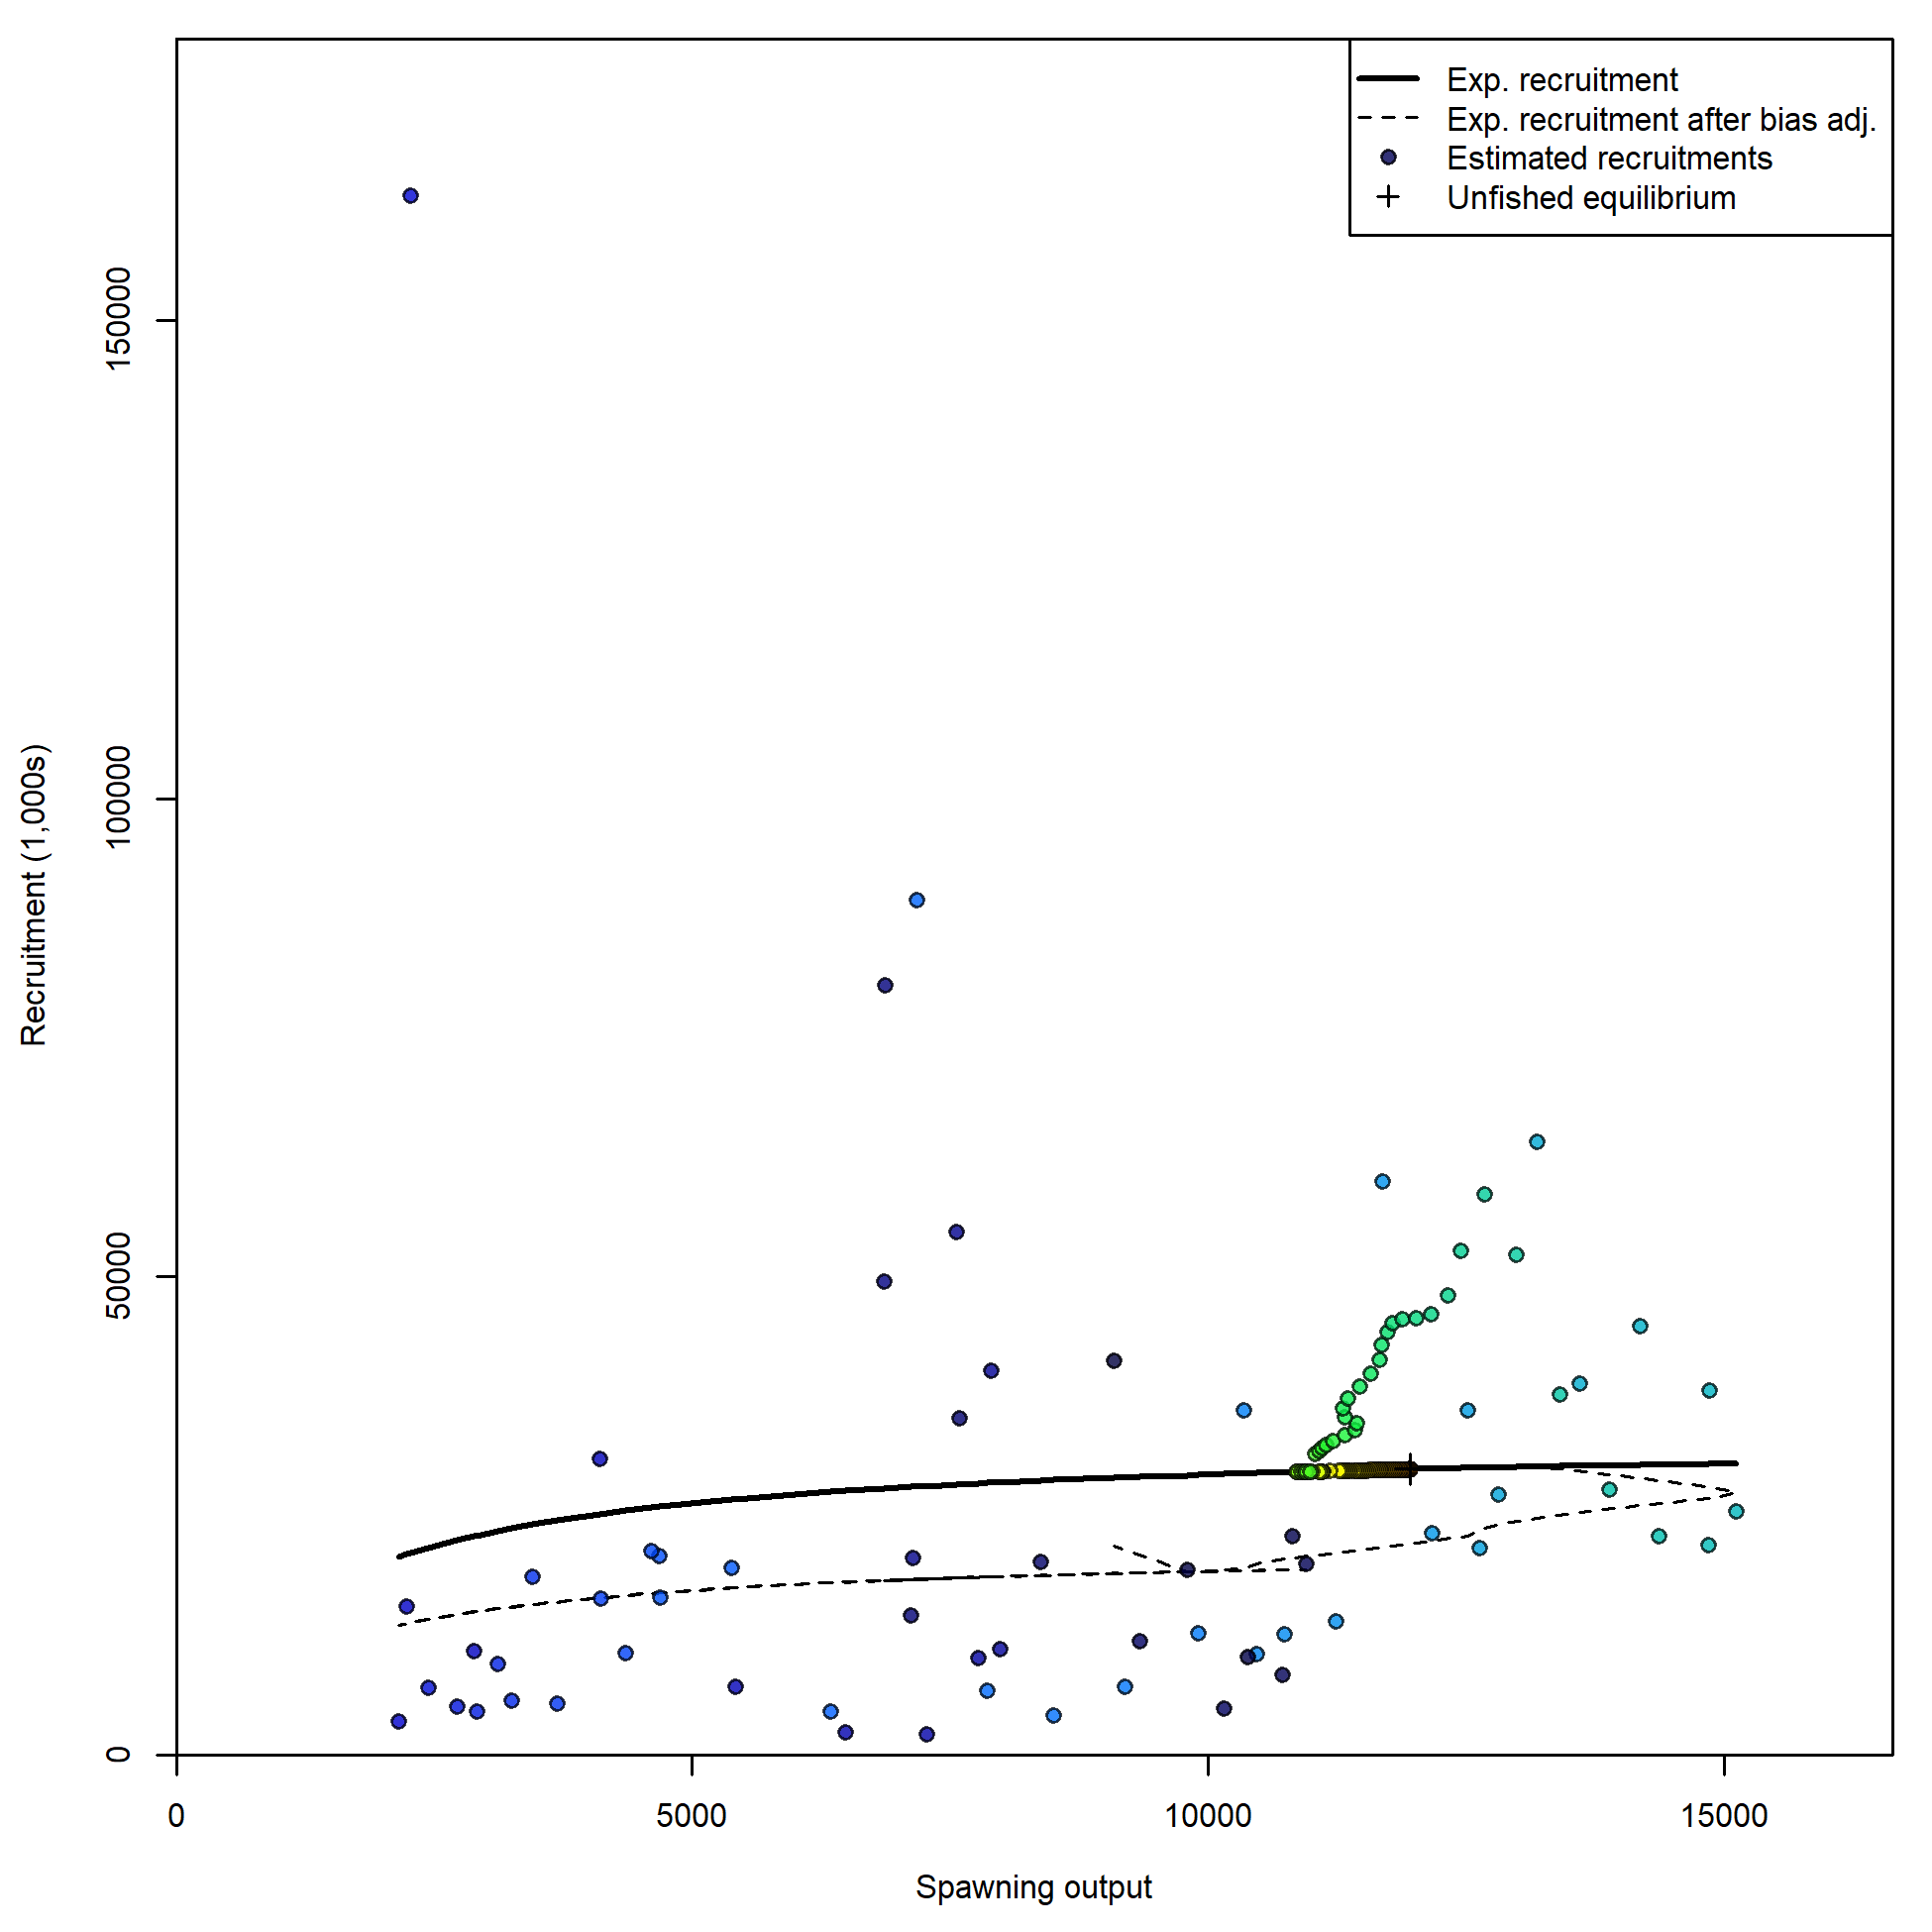 Exp. recruitment
Exp. recruitment after bias adj.
Estimated recruitments
Unfished equilibrium
150000
100000
50000
0
Recruitment (1,000s)
0 5000 10000 15000
Spawning output